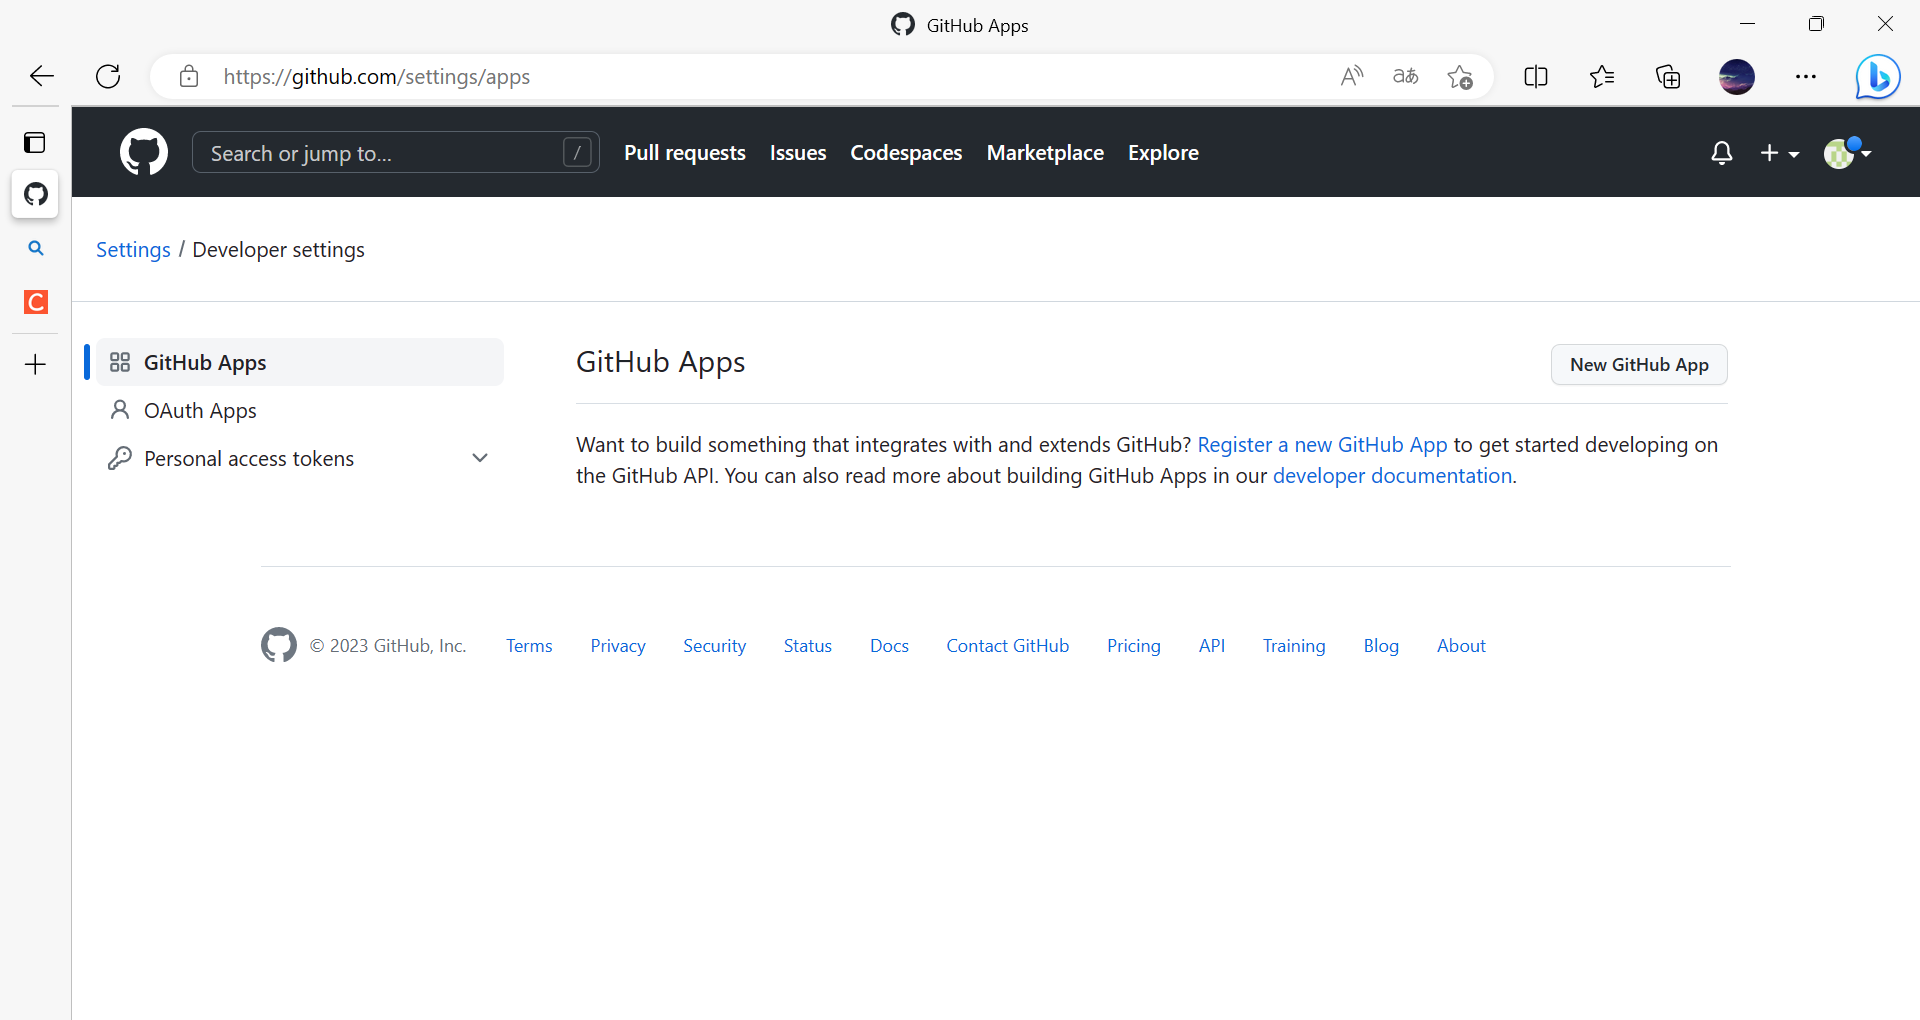 GitHub Apps
https://github.com/settings/apps
aあ
Search or jump to... /
Pull requests Issues Codespaces Marketplace Explore
C
Settings / Developer settings
GitHub Apps
OAuth Apps
Personal access tokens
GitHub Apps
New GitHub App
Want to build something that integrates with and extends GitHub? Register a new GitHub App to get started developing on
the GitHub API. You can also read more about building GitHub Apps in our developer documentation.
© 2023 GitHub, Inc. Terms Privacy Security Status Docs Contact GitHub Pricing API Training Blog About